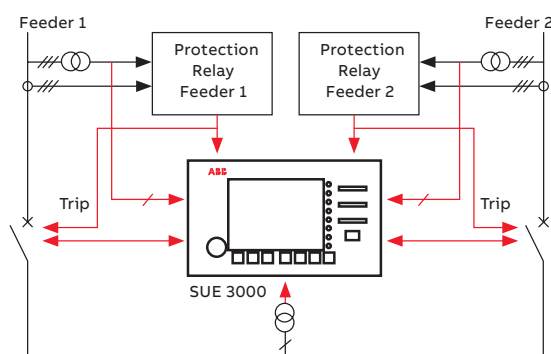 Feeder 1
Feeder 2
Protection
Relay
Feeder 1
Protection
Relay
Feeder 2
ABB
Trip
Trip
SUE 3000